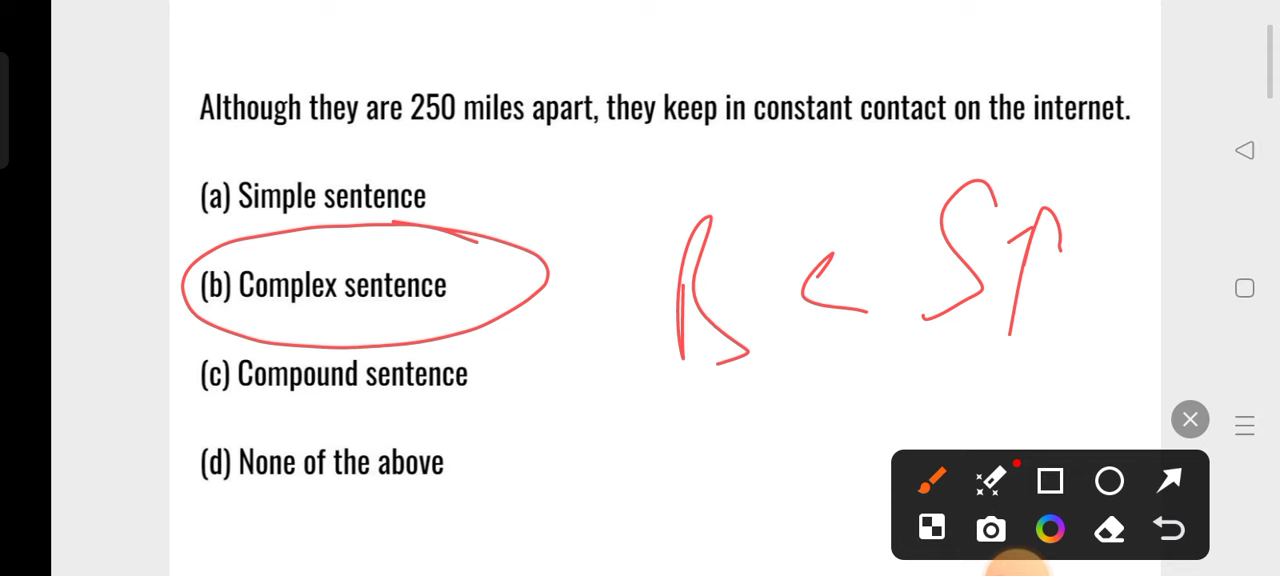 Although they are 250 miles apart, they keep in constant contact on the internet.
(a) Simple sentence
(b) Complex sentence
(c) Compound sentence
(d) None of the above